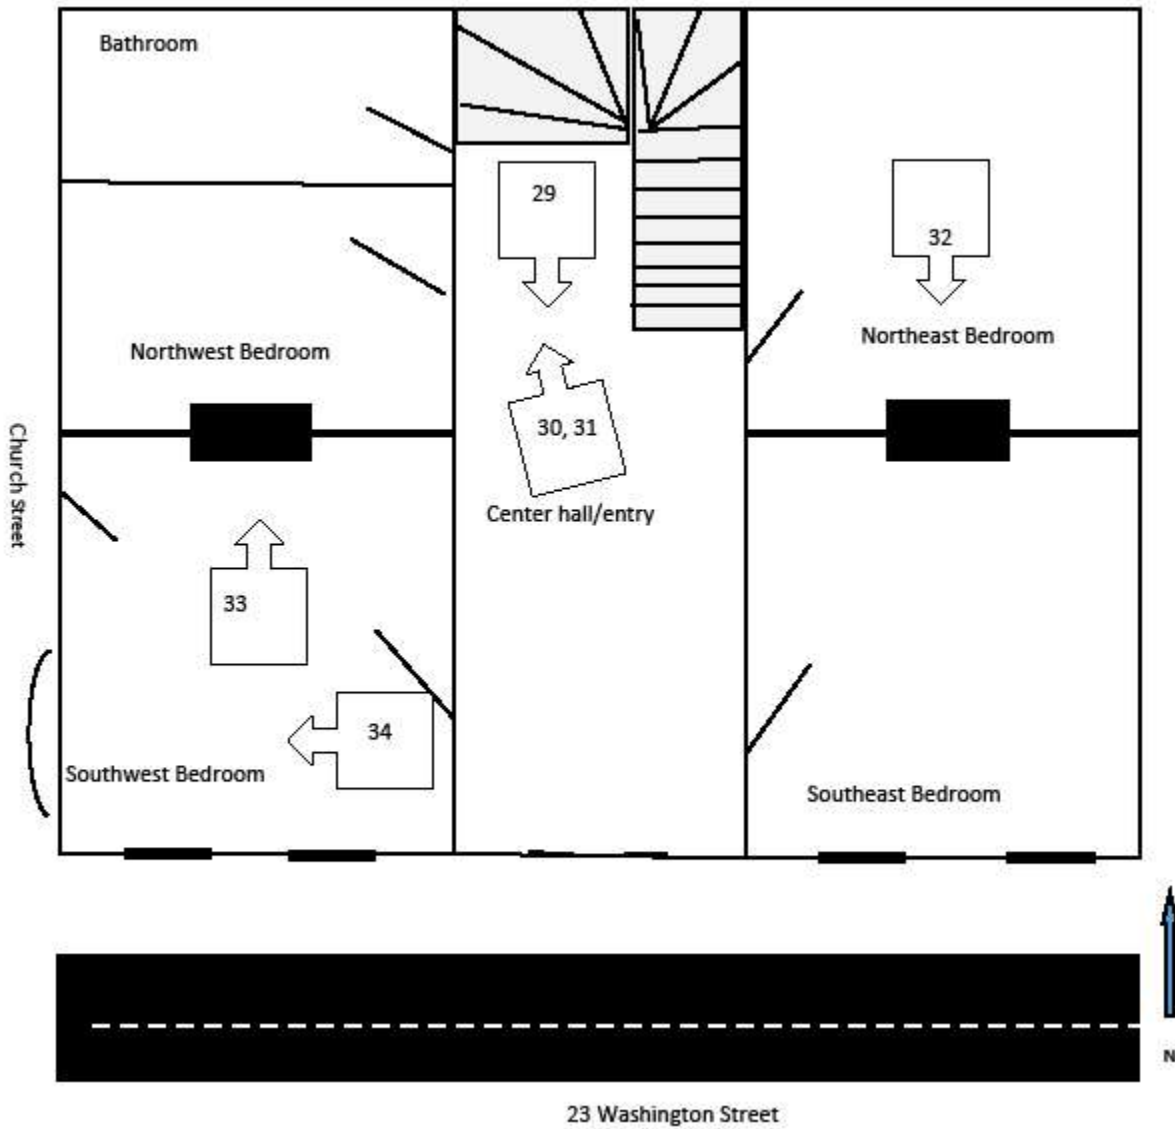 Bathroom
29
32
Northwest Bedroom
Northeast Bedroom
30, 31
Church Street
Center hall/entry
33
34
Southwest Bedroom
Southeast Bedroom
N
23 Washington Street